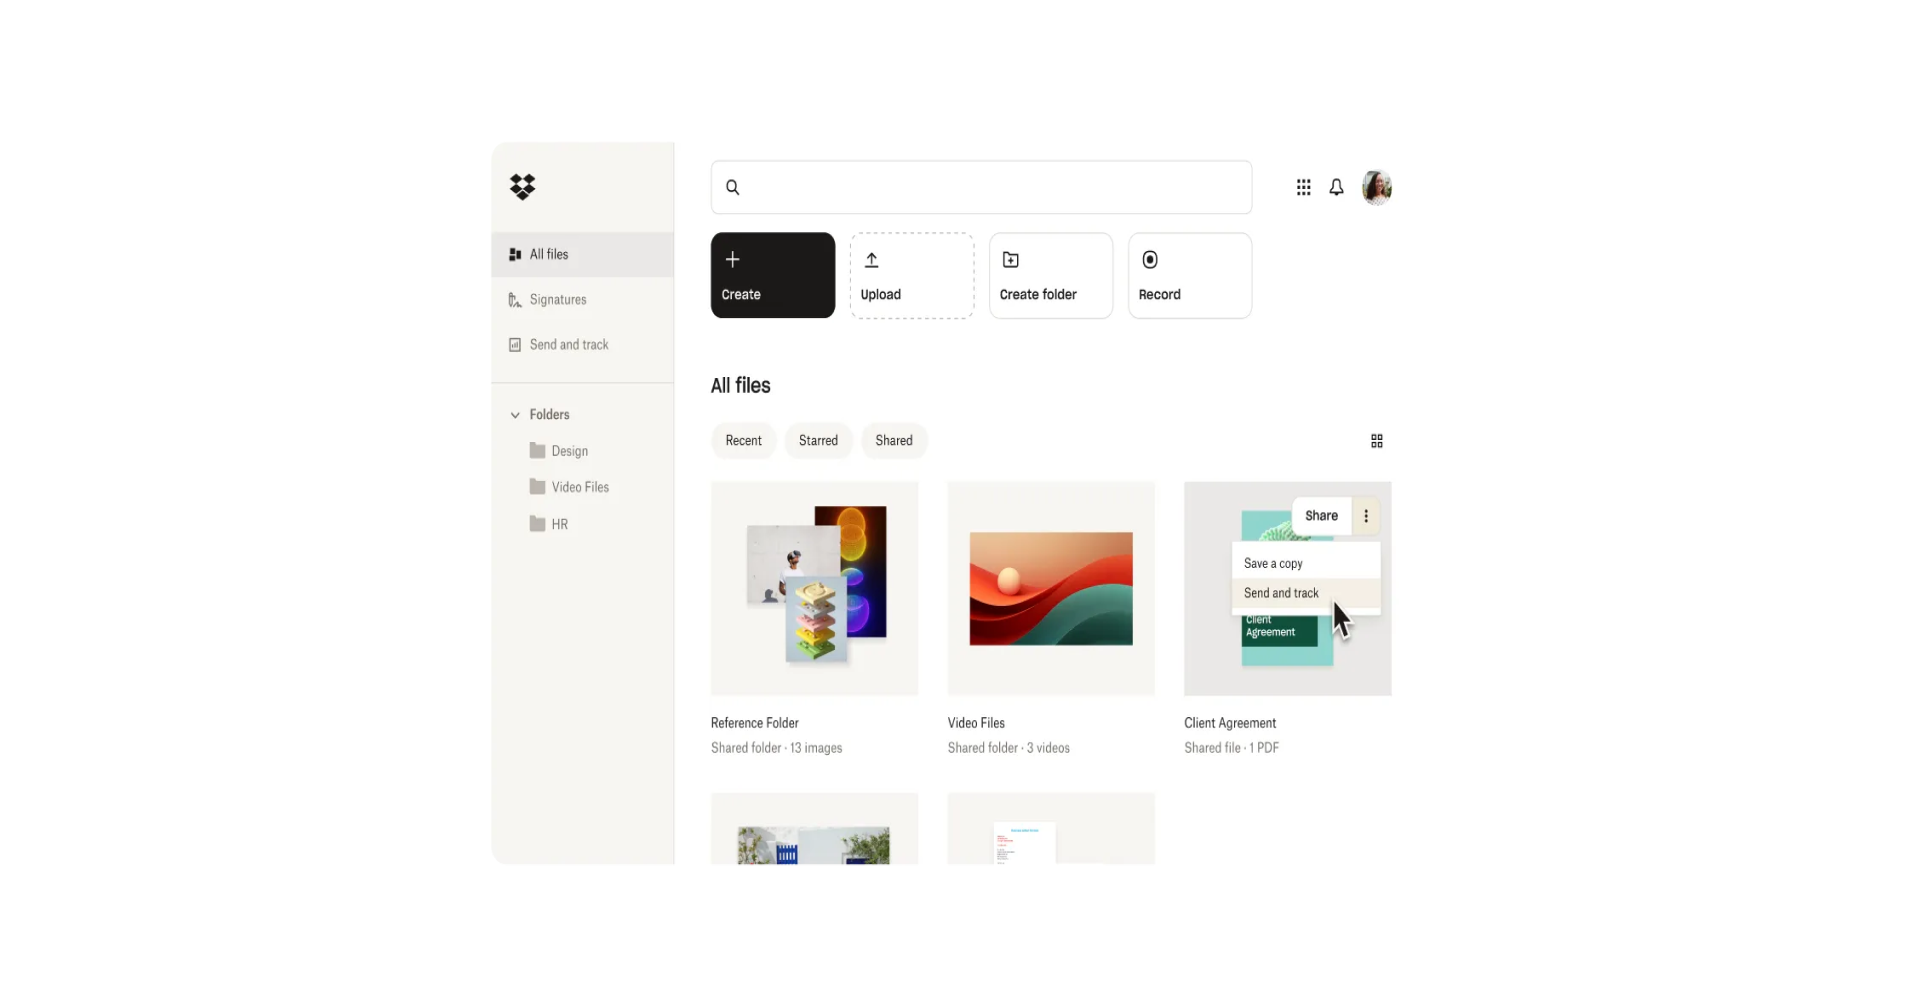 All files
Signatures
Send and track
Folders
Design
Video Files
HR
Create
Upload
Create folder
Record
All files
Recent
Starred
Shared
Share
Save a copy
Send and track
Client
Agreement
Reference Folder
Shared folder · 13 images
Video Files
Shared folder · 3 videos
Client Agreement
Shared file · 1 PDF